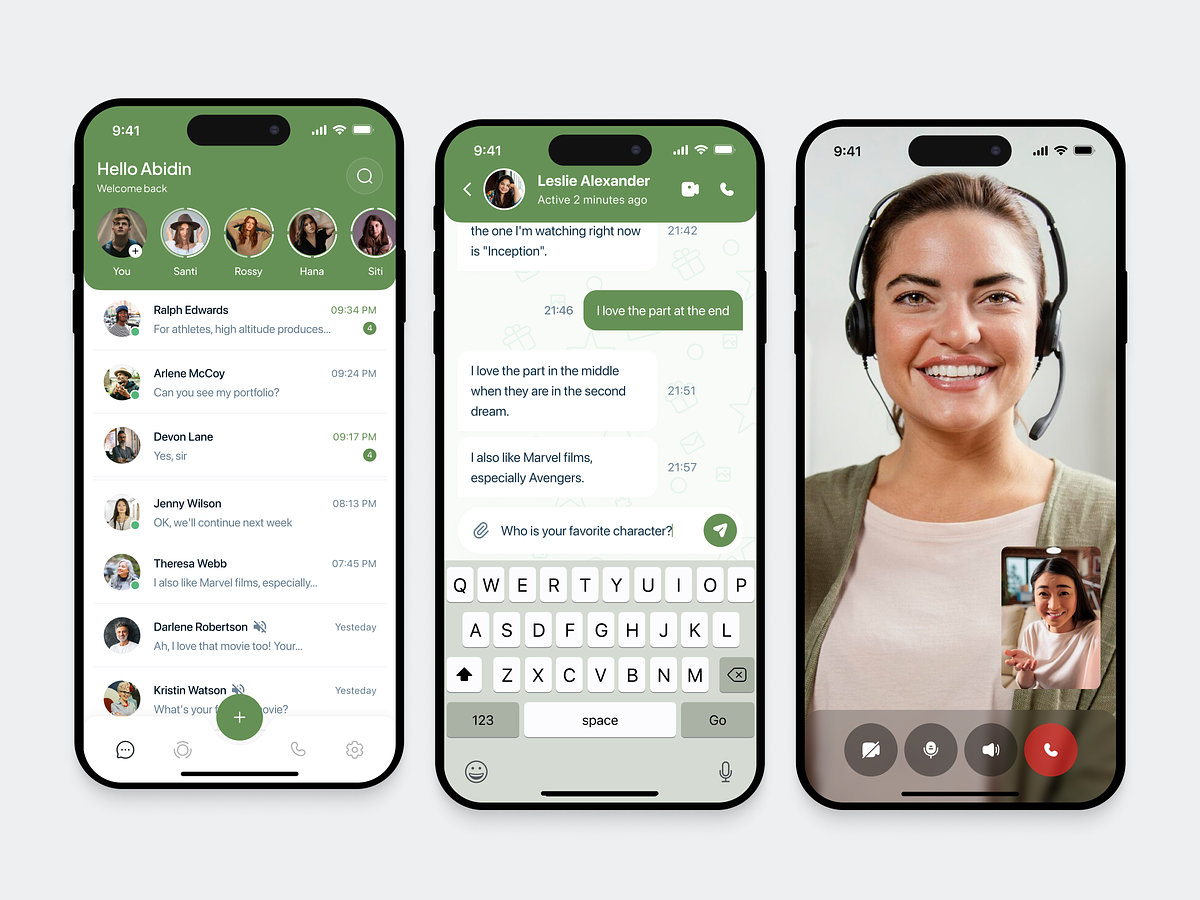 9:41
Hello Abidin
Welcome back
You
Santi
Rossy
Hana
Siti
Ralph Edwards
09:34 PM
For athletes, high altitude produces...
4
Arlene McCoy
09:24 PM
Can you see my portfolio?
Devon Lane
09:17 PM
Yes, sir
4
Jenny Wilson
08:13 PM
OK, we'll continue next week
Theresa Webb
07:45 PM
I also like Marvel films, especially...
Darlene Robertson
Yesteday
Ah, I love that movie too! Your...
Kristin Watson
Yesteday
What's your f
ovie?
9:41
Leslie Alexander
Active 2 minutes ago
the one I'm watching right now
is "Inception".
21:42
21:46
I love the part at the end
I love the part in the middle
when they are in the second
dream.
21:51
I also like Marvel films,
especially Avengers.
21:57
Who is your favorite character?
Q W E R T Y U I O P
A S D F G H J K L
Z X C V B N M
123
space
Go
9:41